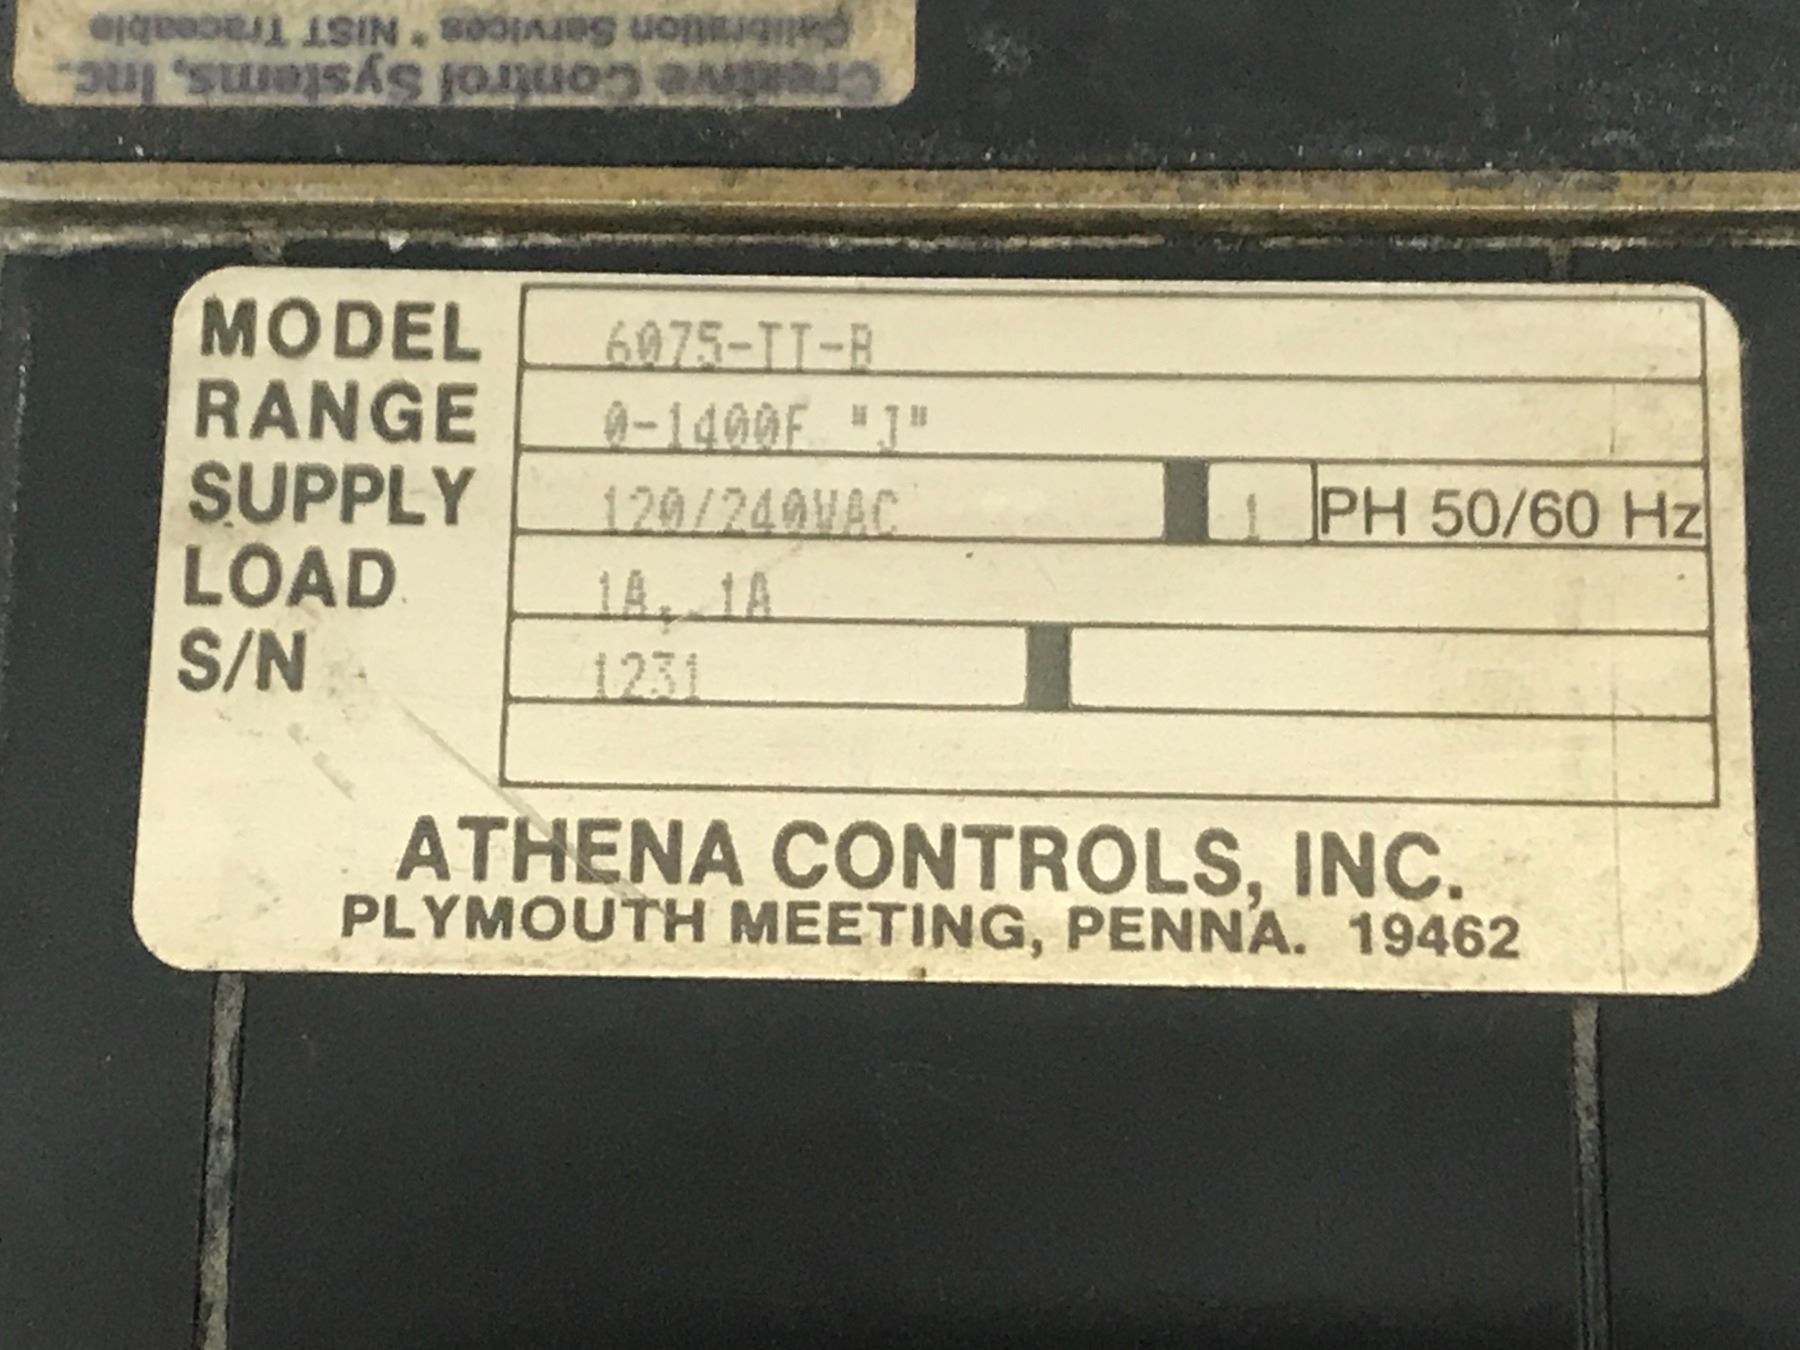 Creative Control Systems, Inc.
Calibration Services * NIST Traceable
MODEL 6075-TT-B
RANGE 0-1400F "J"
SUPPLY 120/240VAC 1 PH 50/60 Hz
LOAD 1A, 1A
S/N 1231
ATHENA CONTROLS, INC.
PLYMOUTH MEETING, PENNA. 19462